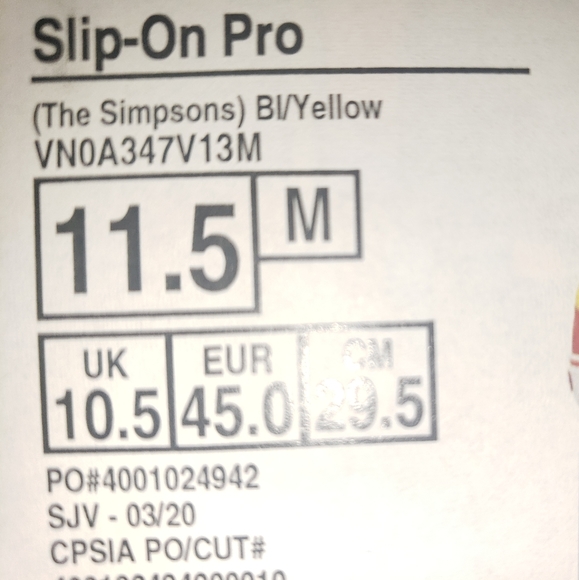 Slip-On Pro
(The Simpsons) Bl/Yellow
VN0A347V13M
11.5 M
UK EUR CM
10.5 45.0 29.5
PO#4001024942
SJV - 03/20
CPSIA PO/CUT#